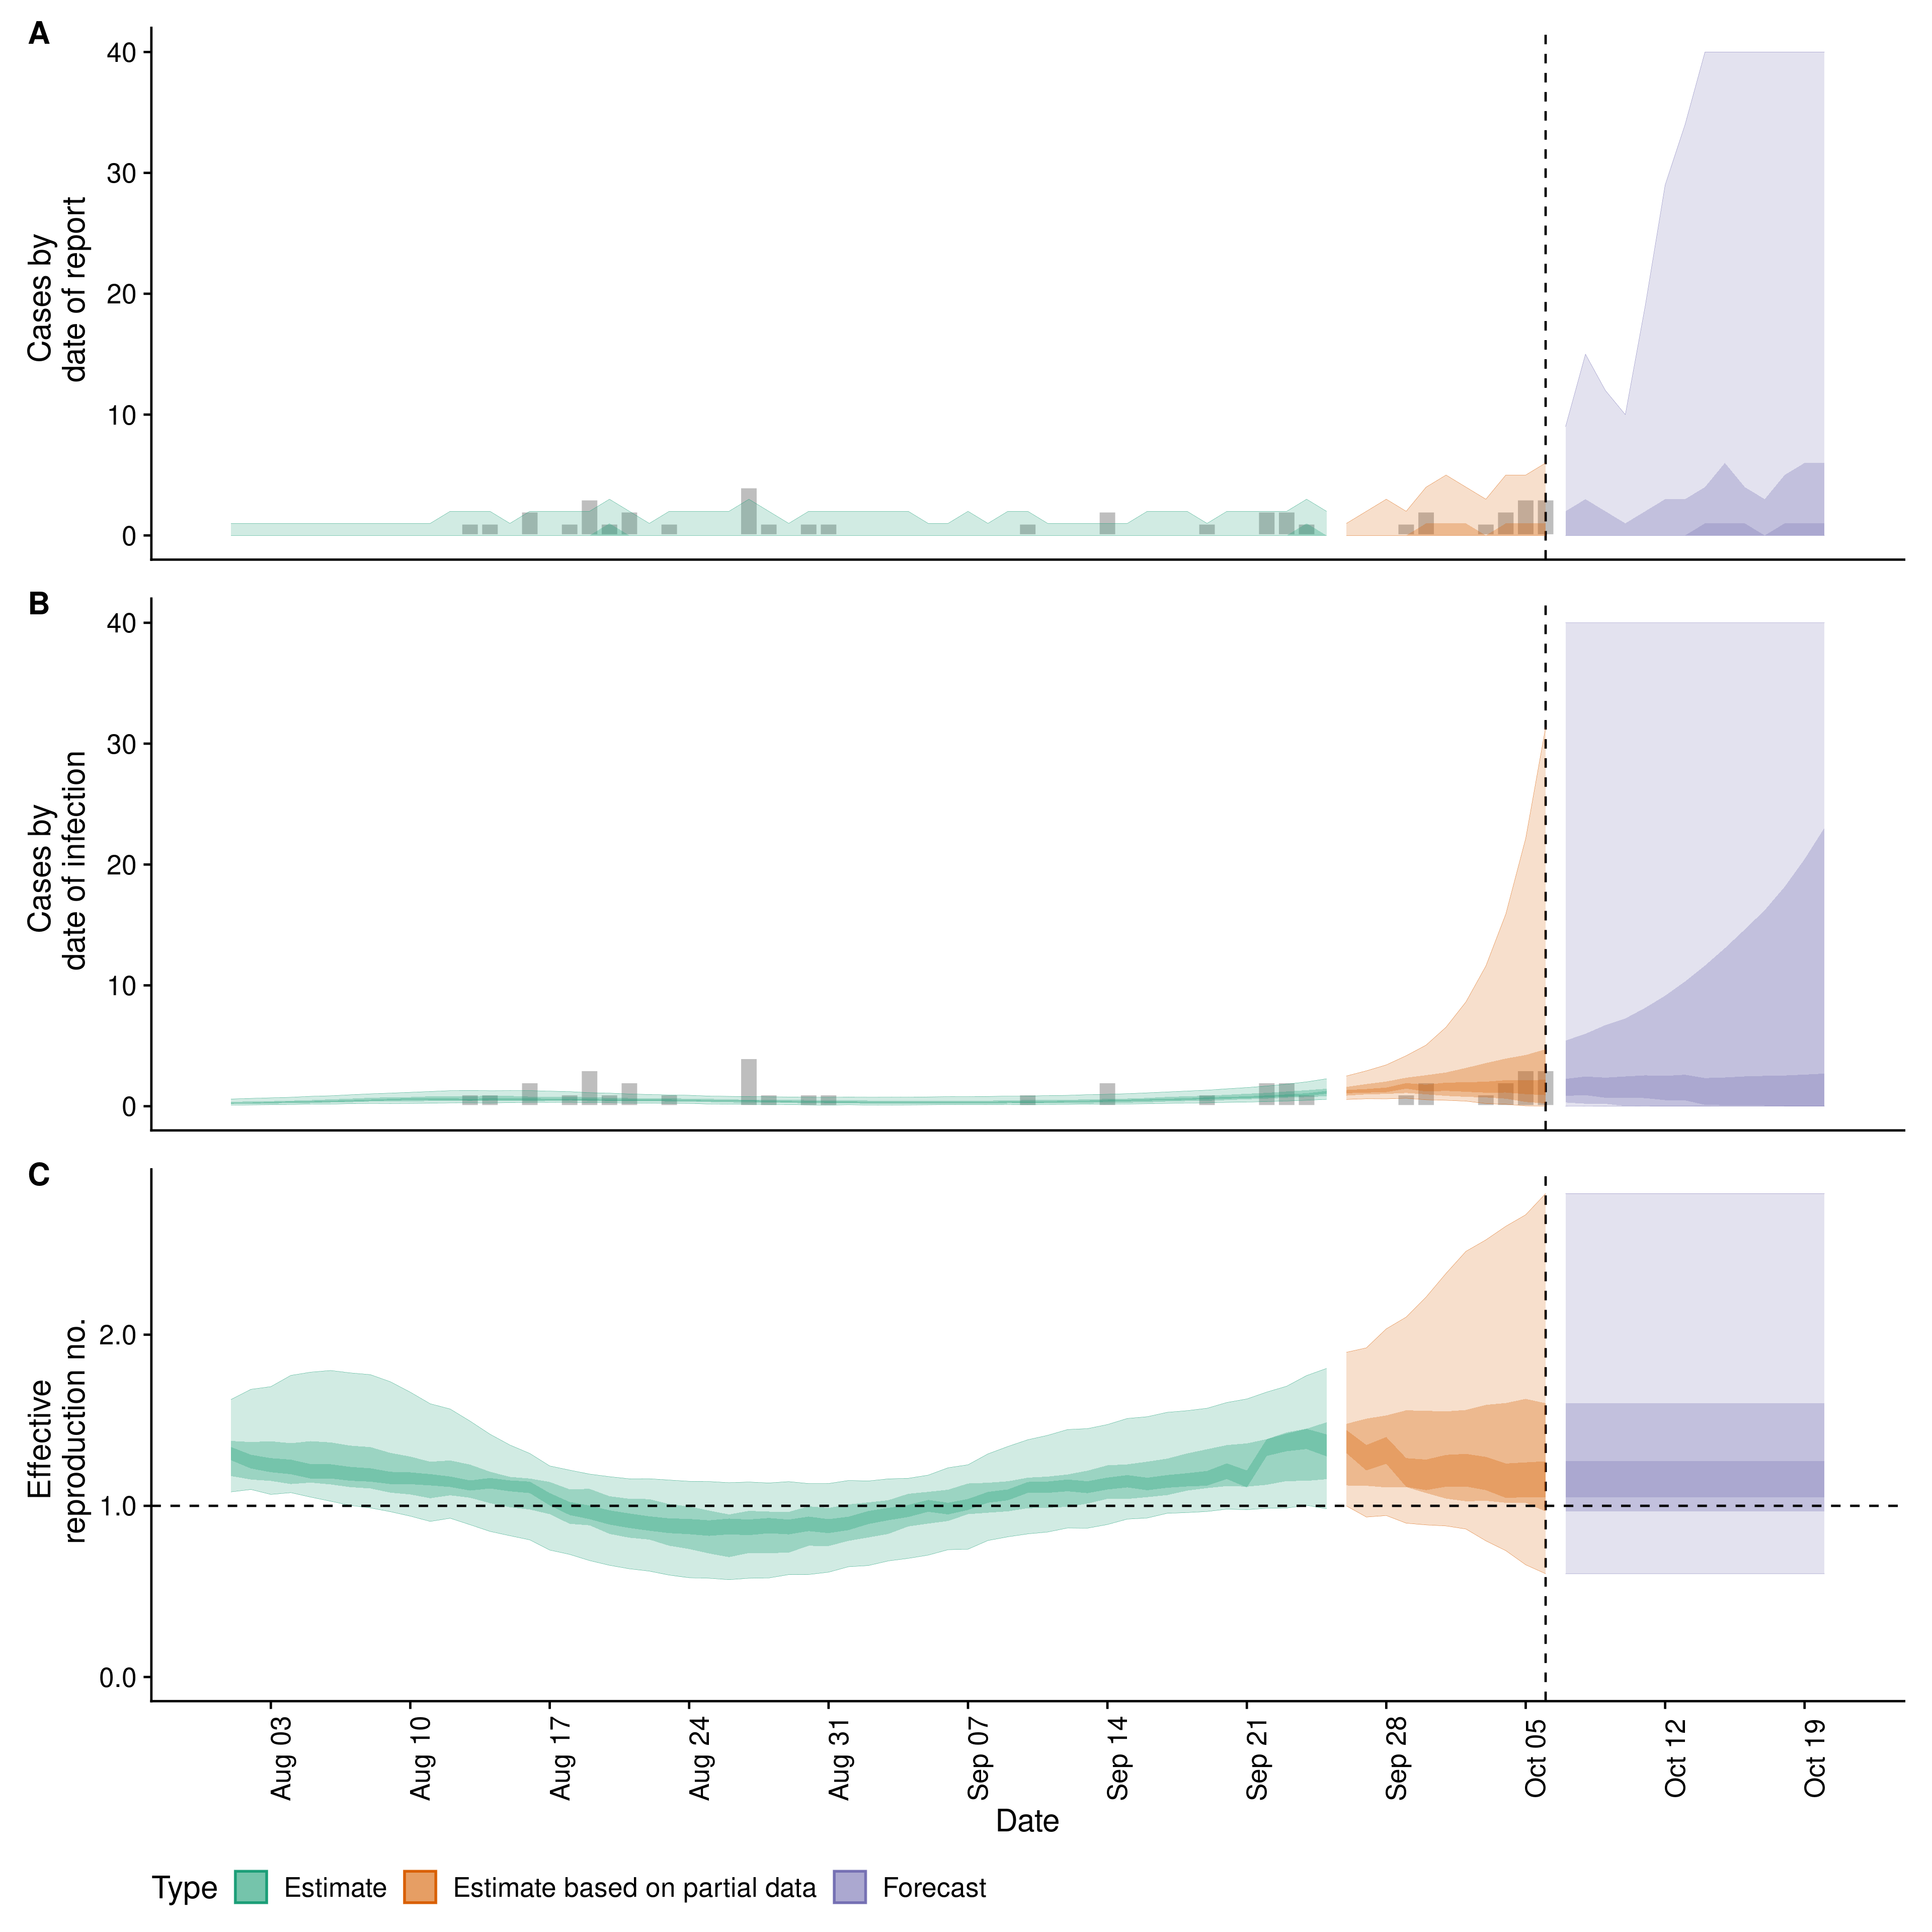 A
40
30
20
10
0
Cases by
date of report
B
40
30
20
10
0
Cases by
date of infection
C
2.0
1.0
0.0
Effective
reproduction no.
Aug 03
Aug 10
Aug 17
Aug 24
Aug 31
Sep 07
Sep 14
Sep 21
Sep 28
Oct 05
Oct 12
Oct 19
Date
Type Estimate Estimate based on partial data Forecast